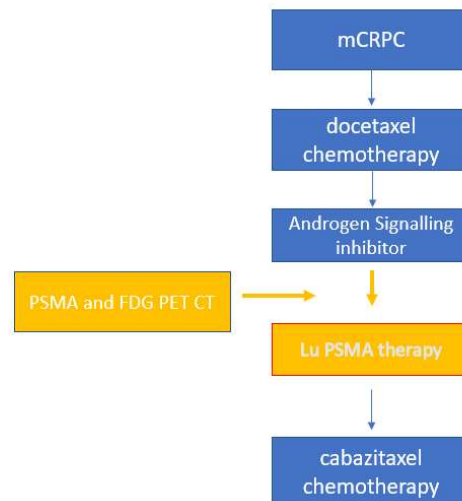 mCRPC
docetaxel
chemotherapy
Androgen Signalling
inhibitor
PSMA and FDG PET CT
Lu PSMA therapy
cabazitaxel
chemotherapy